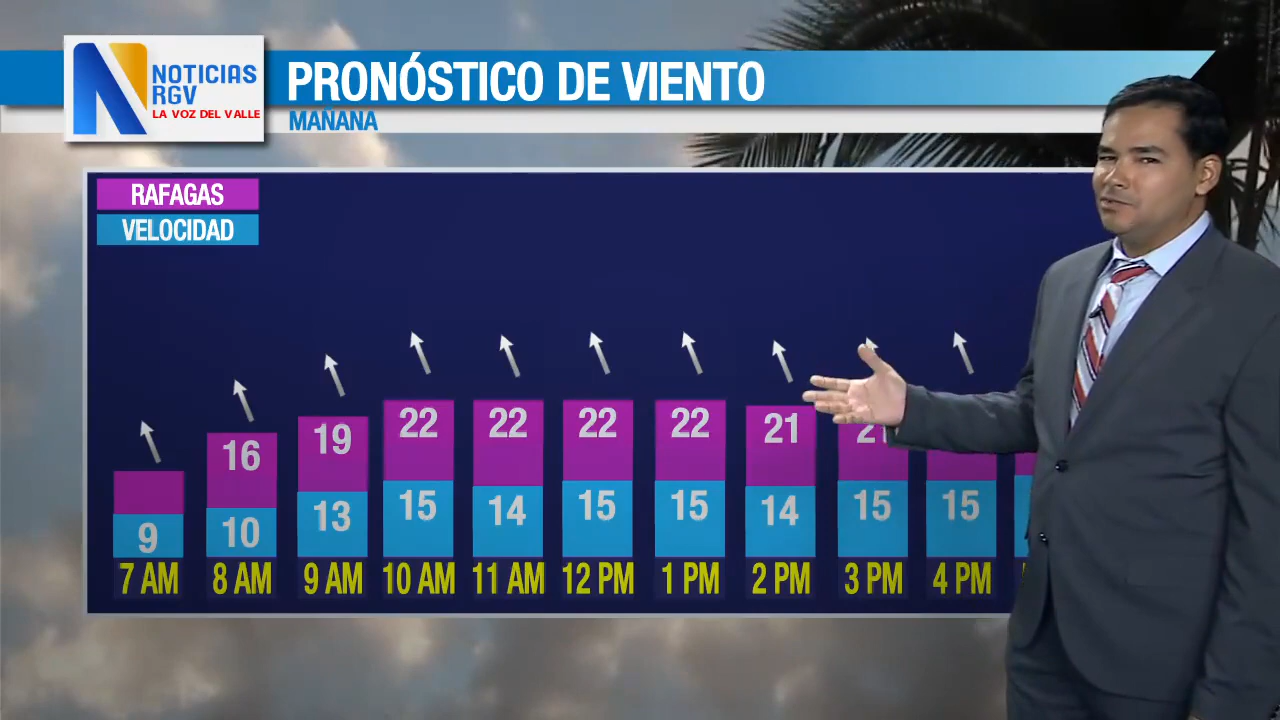 NOTICIAS
RGV
LA VOZ DEL VALLE
PRONÓSTICO DE VIENTO
MAÑANA
RAFAGAS
VELOCIDAD
16 19 22 22 22 22 21
9 10 13 15 14 15 15 14 15 15
7 AM 8 AM 9 AM 10 AM 11 AM 12 PM 1 PM 2 PM 3 PM 4 PM